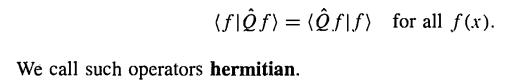 ⟨f|Q̂f⟩ = ⟨Q̂f|f⟩ for all f(x).
We call such operators hermitian.